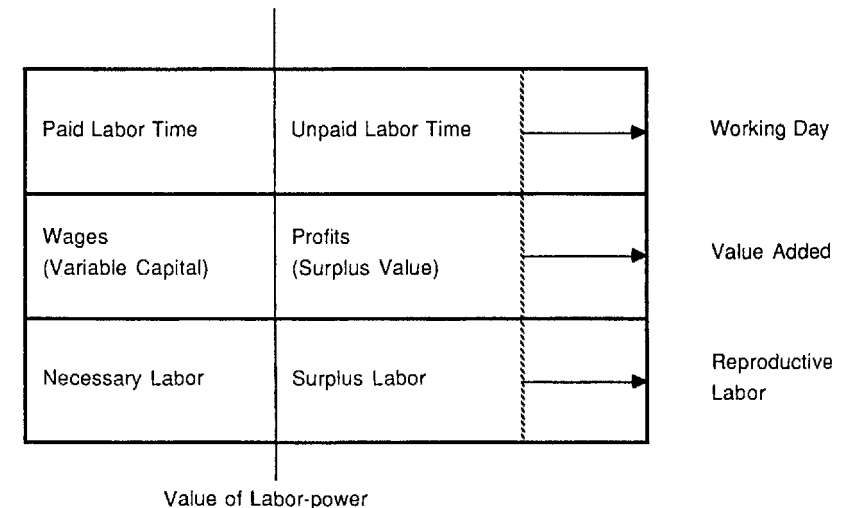 Paid Labor Time
Unpaid Labor Time
Working Day
Wages
(Variable Capital)
Profits
(Surplus Value)
Value Added
Necessary Labor
Surplus Labor
Reproductive
Labor
Value of Labor-power